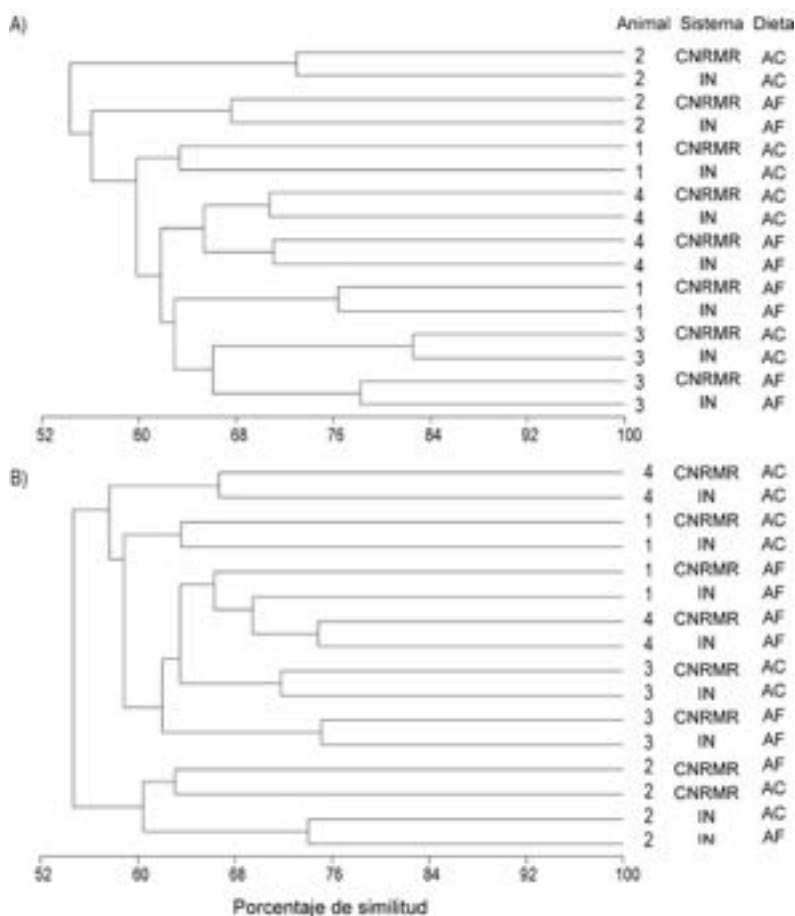 A) Animal Sistema Dieta
2 CNRMR AC
2 IN AC
2 CNRMR AF
2 IN AF
1 CNRMR AC
1 IN AC
4 CNRMR AC
4 IN AC
4 CNRMR AF
4 IN AF
1 CNRMR AF
1 IN AF
3 CNRMR AC
3 IN AC
3 CNRMR AF
3 IN AF
52 60 68 76 84 92 100
B)
4 CNRMR AC
4 IN AC
1 CNRMR AC
1 IN AC
1 CNRMR AF
1 IN AF
4 CNRMR AF
4 IN AF
3 CNRMR AC
3 IN AC
3 CNRMR AF
3 IN AF
2 CNRMR AF
2 CNRMR AC
2 IN AC
2 IN AF
52 60 68 76 84 92 100
Porcentaje de similitud